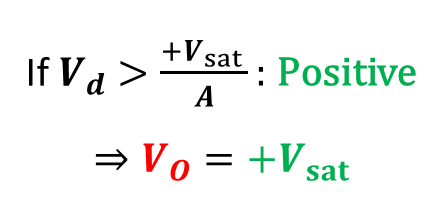 If V_d > +V_sat / A : Positive
⇒ V_O = +V_sat